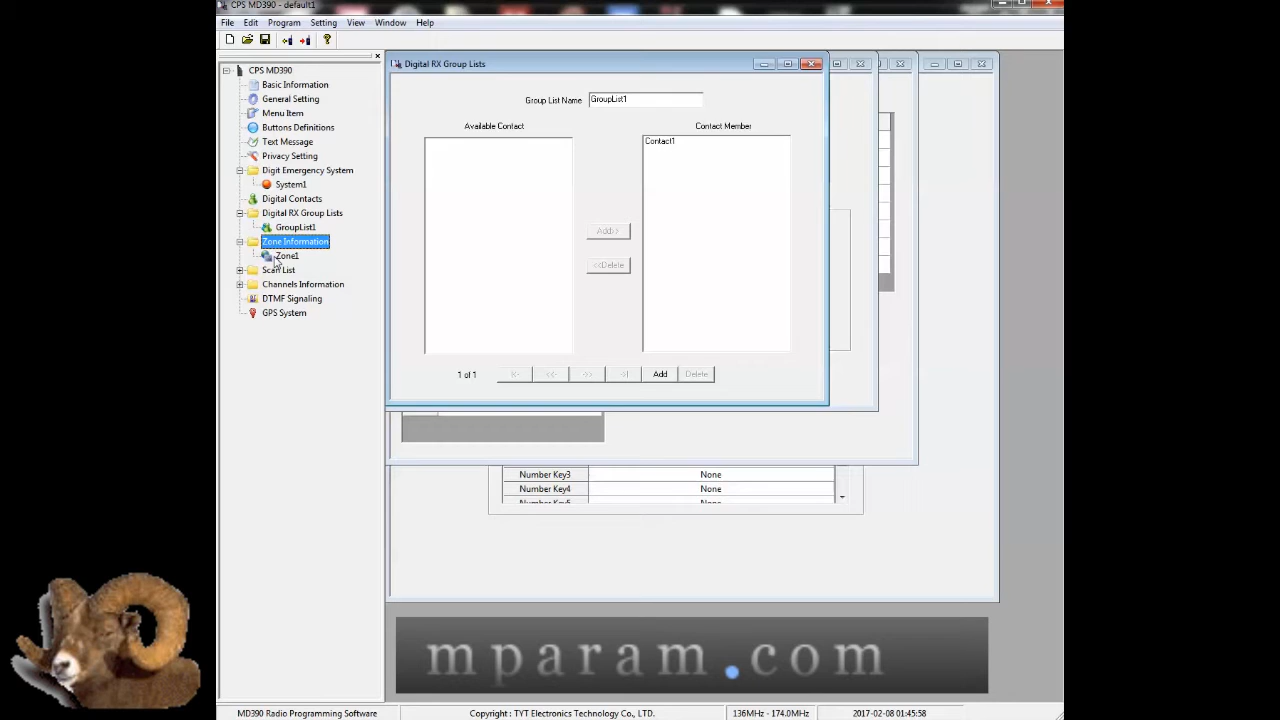 CPS MD390 - default1
File Edit Program Setting View Window Help
CPS MD390
Basic Information
General Setting
Menu Item
Buttons Definitions
Text Message
Privacy Setting
Digit Emergency System
System1
Digital Contacts
Digital RX Group Lists
GroupList1
Zone Information
Zone1
Scan List
Channels Information
DTMF Signaling
GPS System
Digital RX Group Lists
Group List Name GroupList1
Available Contact Contact Member
Contact1
Add>>
<<Delete
1 of 1 |<- <<- ->> ->| Add Delete
Number Key3 None
Number Key4 None
Number Key5 None
mparam.com
MD390 Radio Programming Software Copyright : TYT Electronics Technology Co., LTD. 136MHz - 174.0MHz 2017-02-08 01:45:58